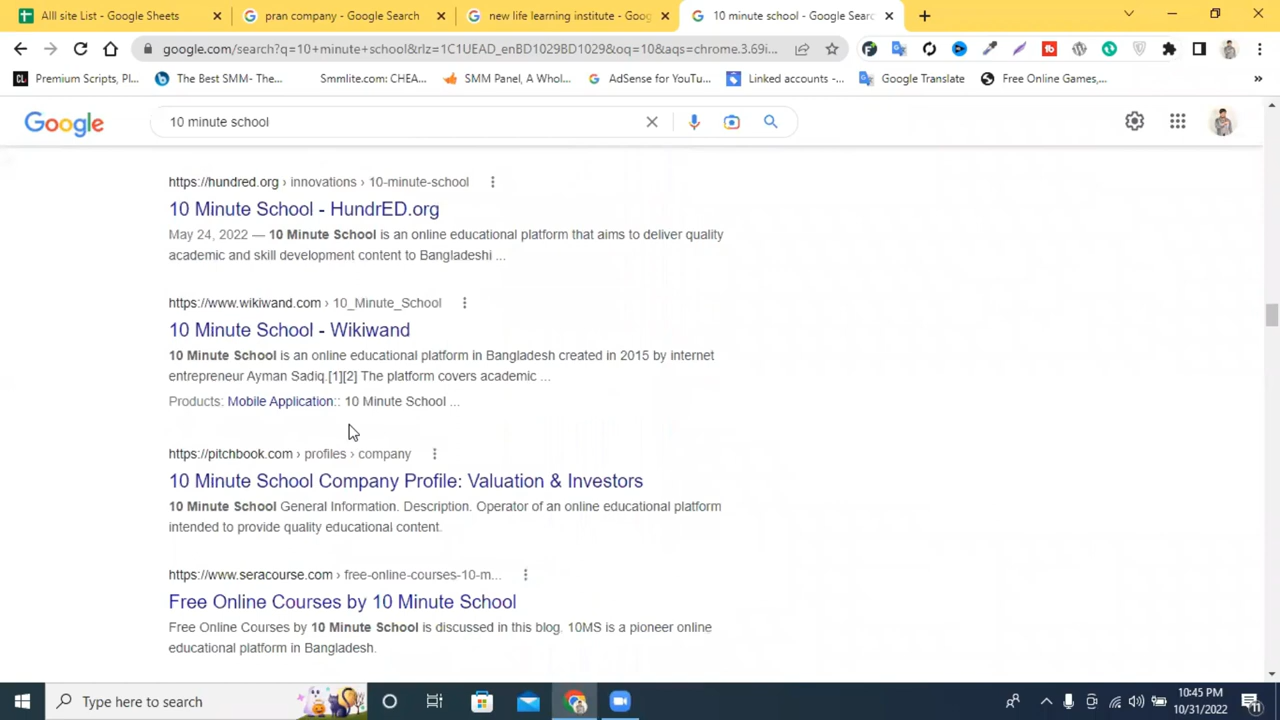 Alll site List - Google Sheets
pran company - Google Search
new life learning institute - Goog
10 minute school - Google Searc
google.com/search?q=10+minute+school&rlz=1C1UEAD_enBD1029BD1029&oq=10&aqs=chrome.3.69i...
Premium Scripts, Pl...
The Best SMM- The...
Smmlite.com: CHEA...
SMM Panel, A Whol...
AdSense for YouTu...
Linked accounts -...
Google Translate
Free Online Games,...
Google
10 minute school
https://hundred.org › innovations › 10-minute-school
10 Minute School - HundrED.org
May 24, 2022 — 10 Minute School is an online educational platform that aims to deliver quality
academic and skill development content to Bangladeshi ...
https://www.wikiwand.com › 10_Minute_School
10 Minute School - Wikiwand
10 Minute School is an online educational platform in Bangladesh created in 2015 by internet
entrepreneur Ayman Sadiq.[1][2] The platform covers academic ...
Products: Mobile Application:: 10 Minute School ...
https://pitchbook.com › profiles › company
10 Minute School Company Profile: Valuation & Investors
10 Minute School General Information. Description. Operator of an online educational platform
intended to provide quality educational content.
https://www.seracourse.com › free-online-courses-10-m...
Free Online Courses by 10 Minute School
Free Online Courses by 10 Minute School is discussed in this blog. 10MS is a pioneer online
educational platform in Bangladesh.
Type here to search
10:45 PM
10/31/2022
11